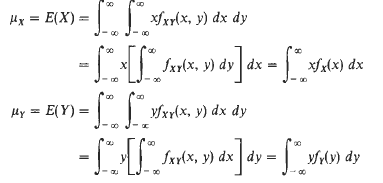 μ_X = E(X) = ∫_{-∞}^{∞} ∫_{-∞}^{∞} x f_{XY}(x, y) dx dy
= ∫_{-∞}^{∞} x [ ∫_{-∞}^{∞} f_{XY}(x, y) dy ] dx = ∫_{-∞}^{∞} x f_X(x) dx
μ_Y = E(Y) = ∫_{-∞}^{∞} ∫_{-∞}^{∞} y f_{XY}(x, y) dx dy
= ∫_{-∞}^{∞} y [ ∫_{-∞}^{∞} f_{XY}(x, y) dx ] dy = ∫_{-∞}^{∞} y f_Y(y) dy